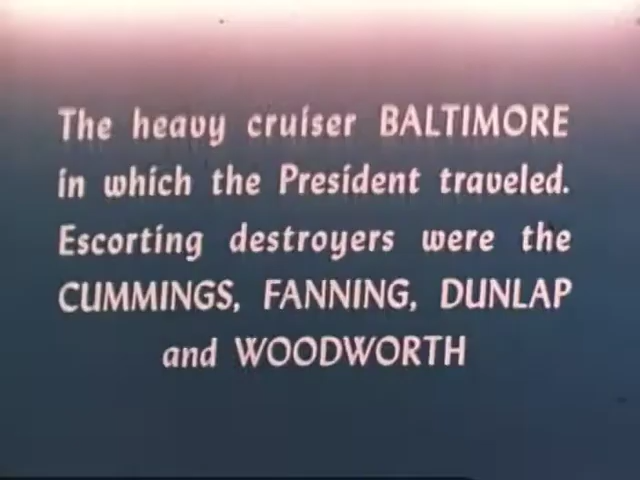 The heavy cruiser BALTIMORE
in which the President traveled.
Escorting destroyers were the
CUMMINGS, FANNING, DUNLAP
and WOODWORTH